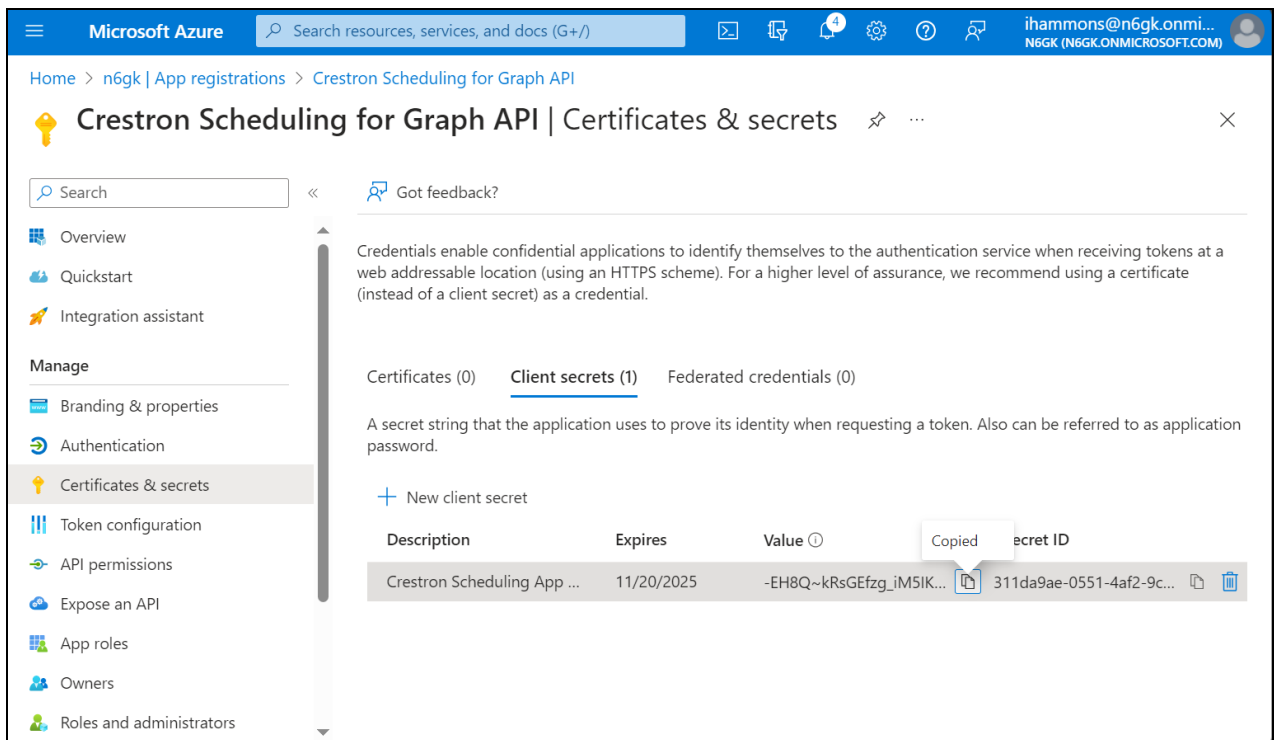 Microsoft Azure
Search resources, services, and docs (G+/)
4
ihammons@n6gk.onmi...
N6GK (N6GK.ONMICROSOFT.COM)
Home > n6gk | App registrations > Crestron Scheduling for Graph API
Crestron Scheduling for Graph API | Certificates & secrets
Search
Got feedback?
Overview
Quickstart
Integration assistant
Manage
Branding & properties
Authentication
Certificates & secrets
Token configuration
API permissions
Expose an API
App roles
Owners
Roles and administrators
Credentials enable confidential applications to identify themselves to the authentication service when receiving tokens at a
web addressable location (using an HTTPS scheme). For a higher level of assurance, we recommend using a certificate
(instead of a client secret) as a credential.
Certificates (0) Client secrets (1) Federated credentials (0)
A secret string that the application uses to prove its identity when requesting a token. Also can be referred to as application
password.
New client secret
Description Expires Value Copied ecret ID
Crestron Scheduling App ... 11/20/2025 -EH8Q~kRsGEfzg_iM5IK... 311da9ae-0551-4af2-9c...